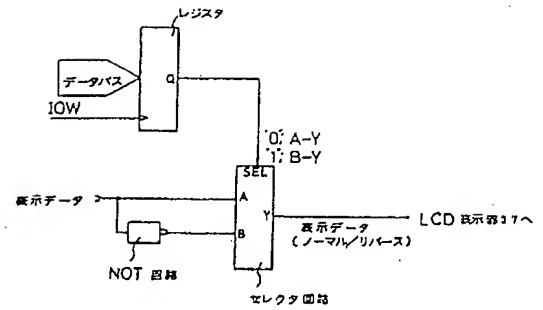 レジスタ
データバス
Q
IOW
"0"; A-Y
"1"; B-Y
SEL
表示データ
A
B
Y
表示データ
(ノーマル/リバース)
LCD 表示器37へ
NOT 回路
セレクタ回路